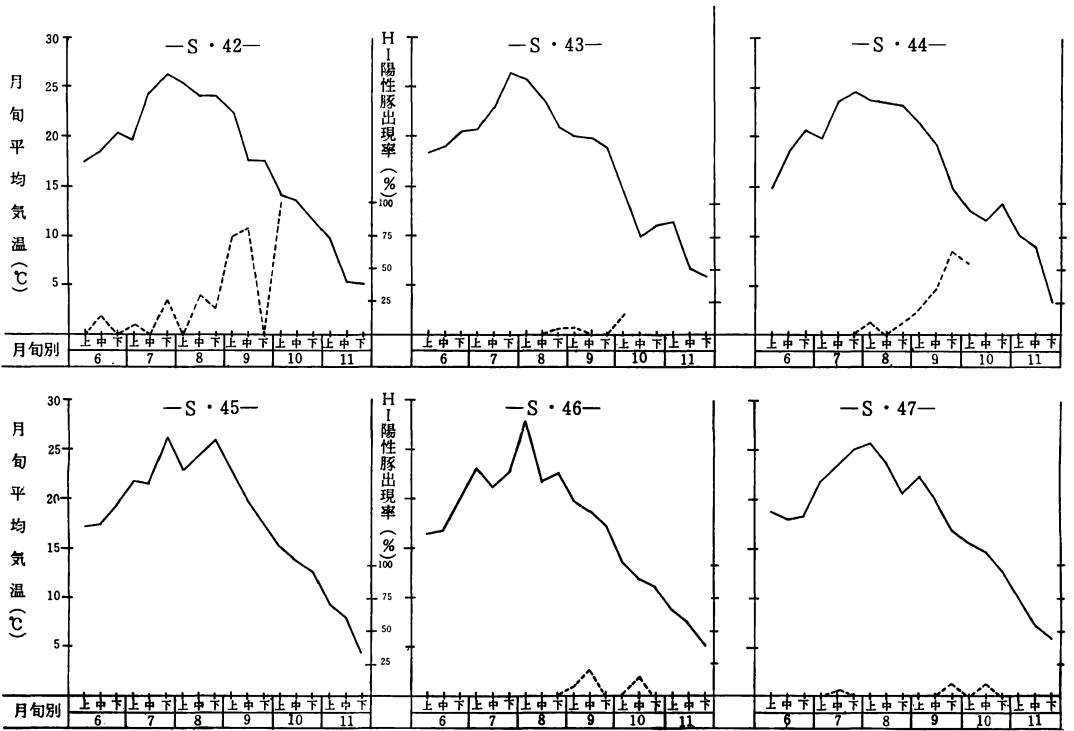 —S・42—
—S・43—
—S・44—
月旬平均気温(℃)
30
25
20
15
10
5
HI陽性豚出現率(%)
100
75
50
25
月旬別
上 中 下 上 中 下 上 中 下 上 中 下 上 中 下 上 中 下
6 7 8 9 10 11
上 中 下 上 中 下 上 中 下 上 中 下 上 中 下 上 中 下
6 7 8 9 10 11
上 中 下 上 中 下 上 中 下 上 中 下 上 中 下 上 中 下
6 7 8 9 10 11
—S・45—
—S・46—
—S・47—
月旬平均気温(℃)
30
25
20
15
10
5
HI陽性豚出現率(%)
100
75
50
25
月旬別
上 中 下 上 中 下 上 中 下 上 中 下 上 中 下 上 中 下
6 7 8 9 10 11
上 中 下 上 中 下 上 中 下 上 中 下 上 中 下 上 中 下
6 7 8 9 10 11
上 中 下 上 中 下 上 中 下 上 中 下 上 中 下 上 中 下
6 7 8 9 10 11